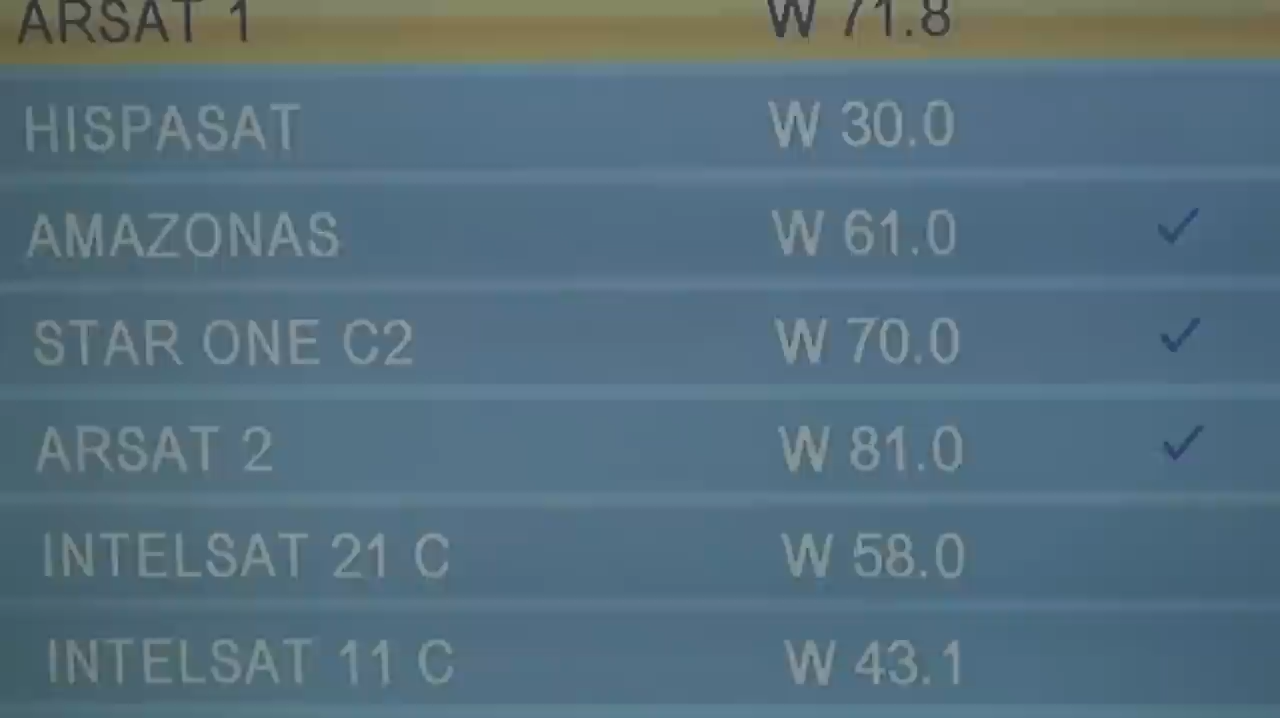 ARSAT 1 W 71.8
HISPASAT W 30.0
AMAZONAS W 61.0 ✓
STAR ONE C2 W 70.0 ✓
ARSAT 2 W 81.0 ✓
INTELSAT 21 C W 58.0
INTELSAT 11 C W 43.1